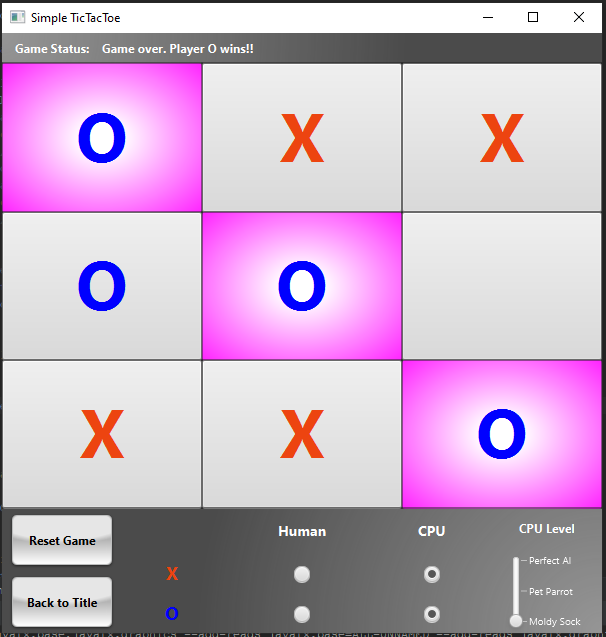 Simple TicTacToe
Game Status: Game over. Player O wins!!
O X X
O O
X X O
Reset Game
Back to Title
Human CPU
X
O
CPU Level
Perfect AI
Pet Parrot
Moldy Sock